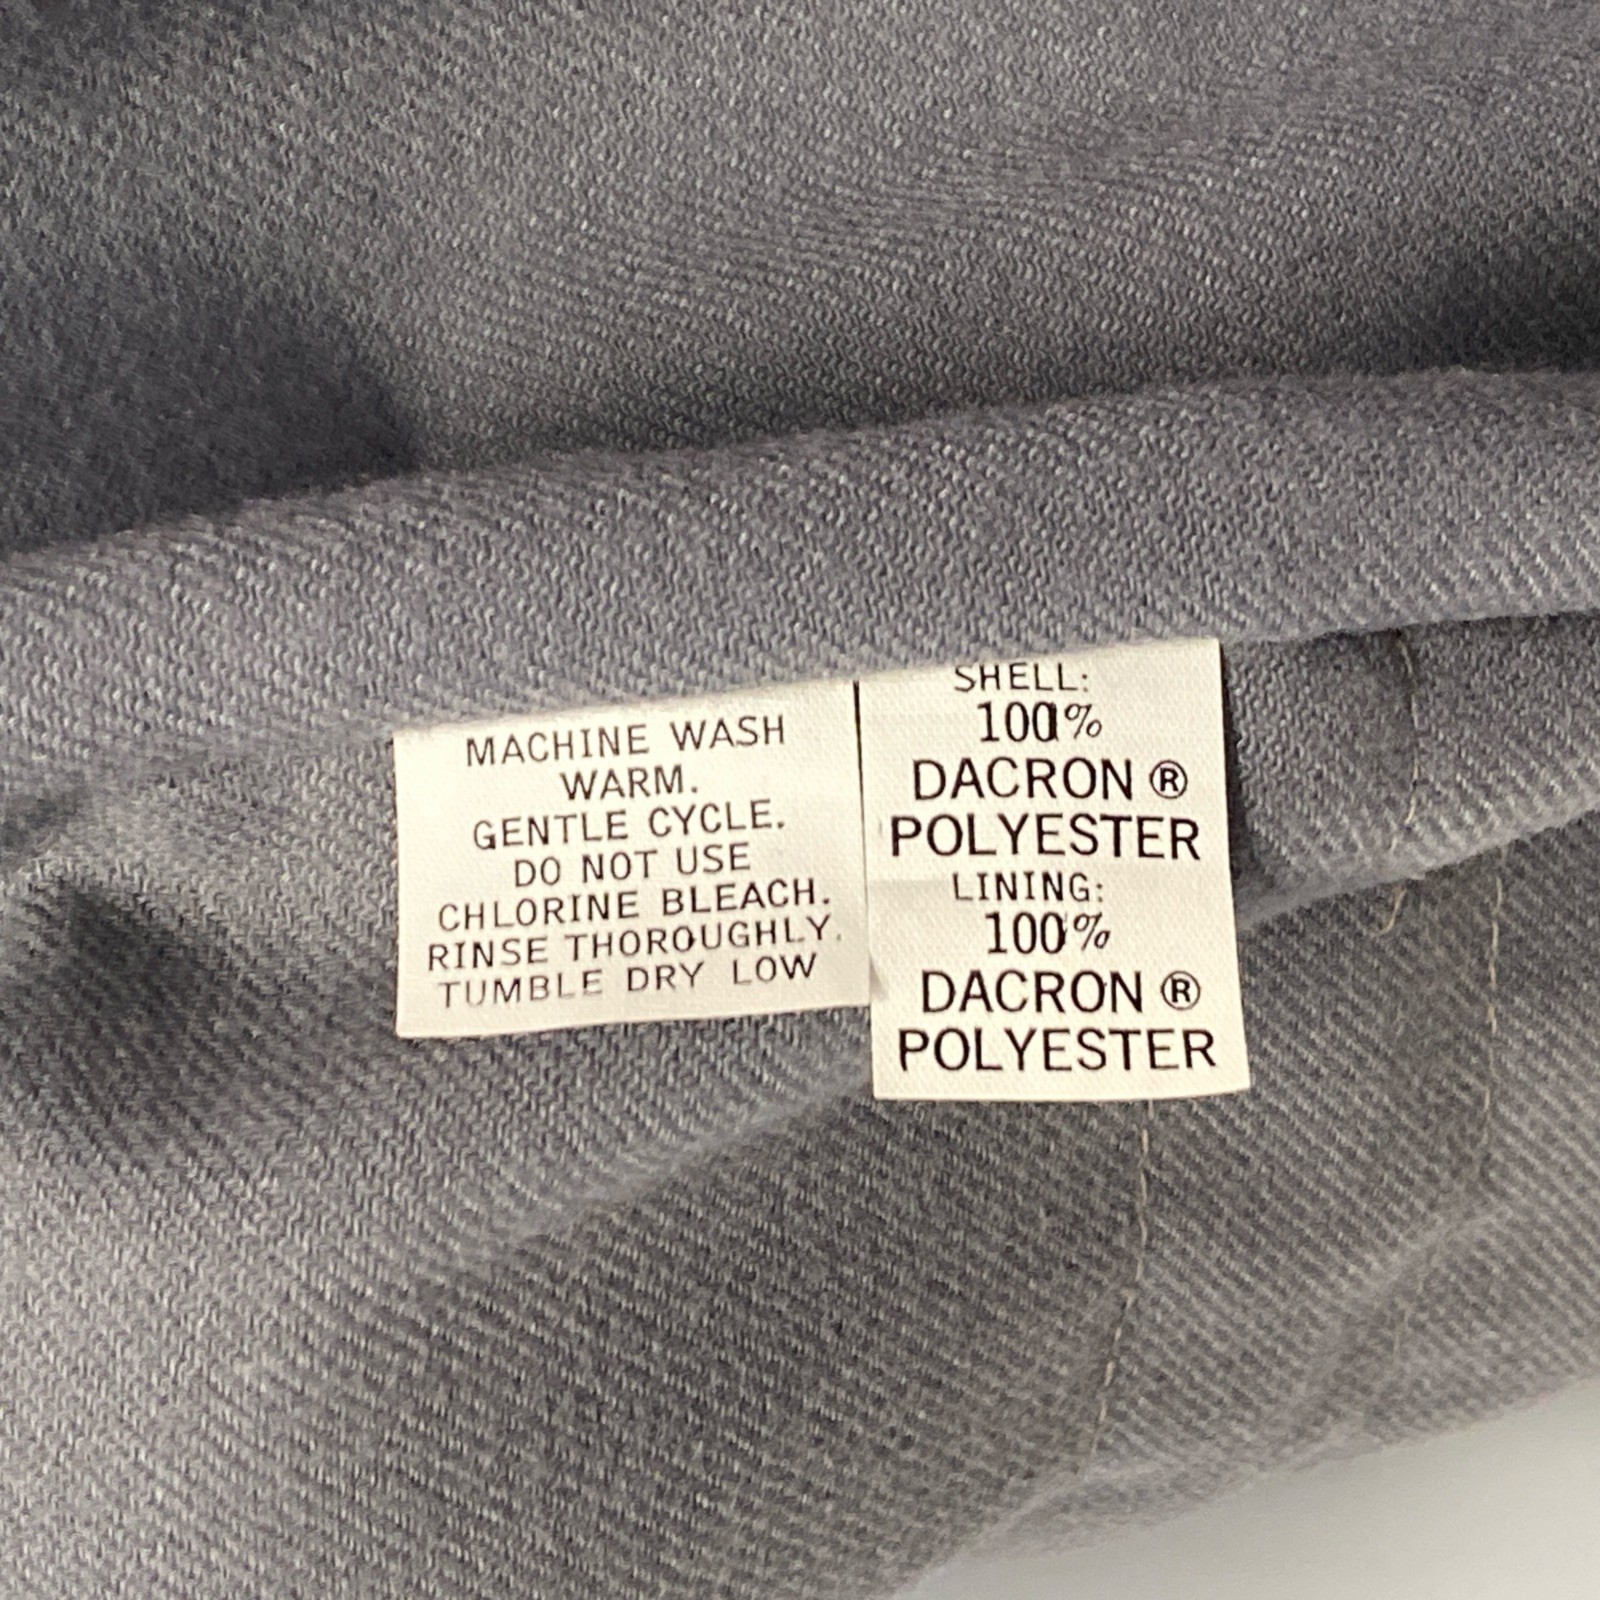 MACHINE WASH
WARM.
GENTLE CYCLE.
DO NOT USE
CHLORINE BLEACH.
RINSE THOROUGHLY.
TUMBLE DRY LOW
SHELL:
100%
DACRON ®
POLYESTER
LINING:
100%
DACRON ®
POLYESTER